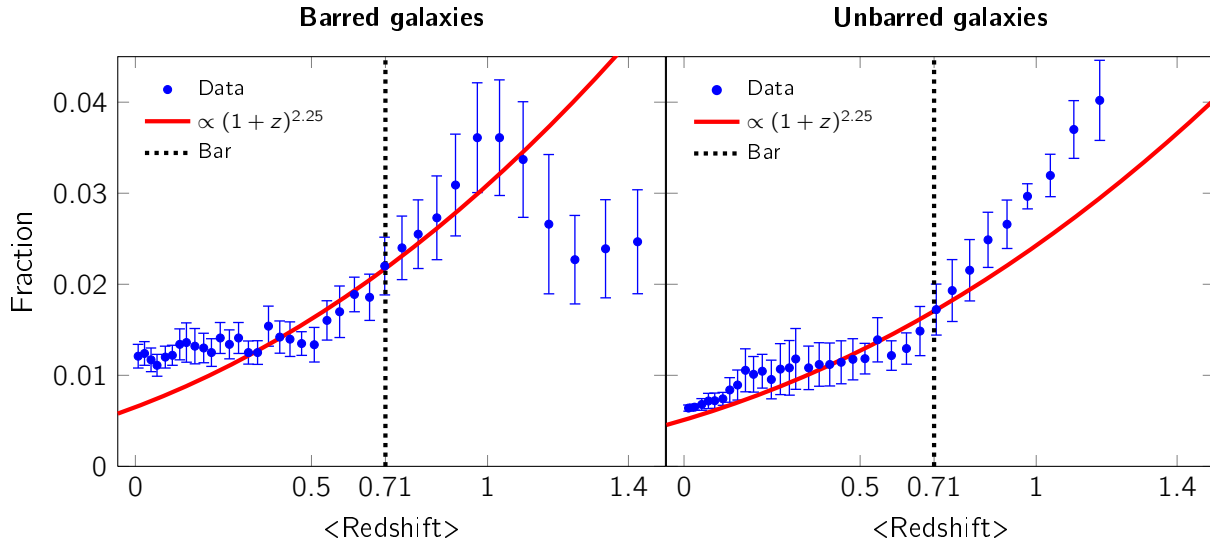 Barred galaxies
Unbarred galaxies
Fraction
0.04
0.03
0.02
0.01
0
Data
∝ (1 + z)^2.25
Bar
0 0.5 0.71 1 1.4
<Redshift>
Data
∝ (1 + z)^2.25
Bar
0 0.5 0.71 1 1.4
<Redshift>